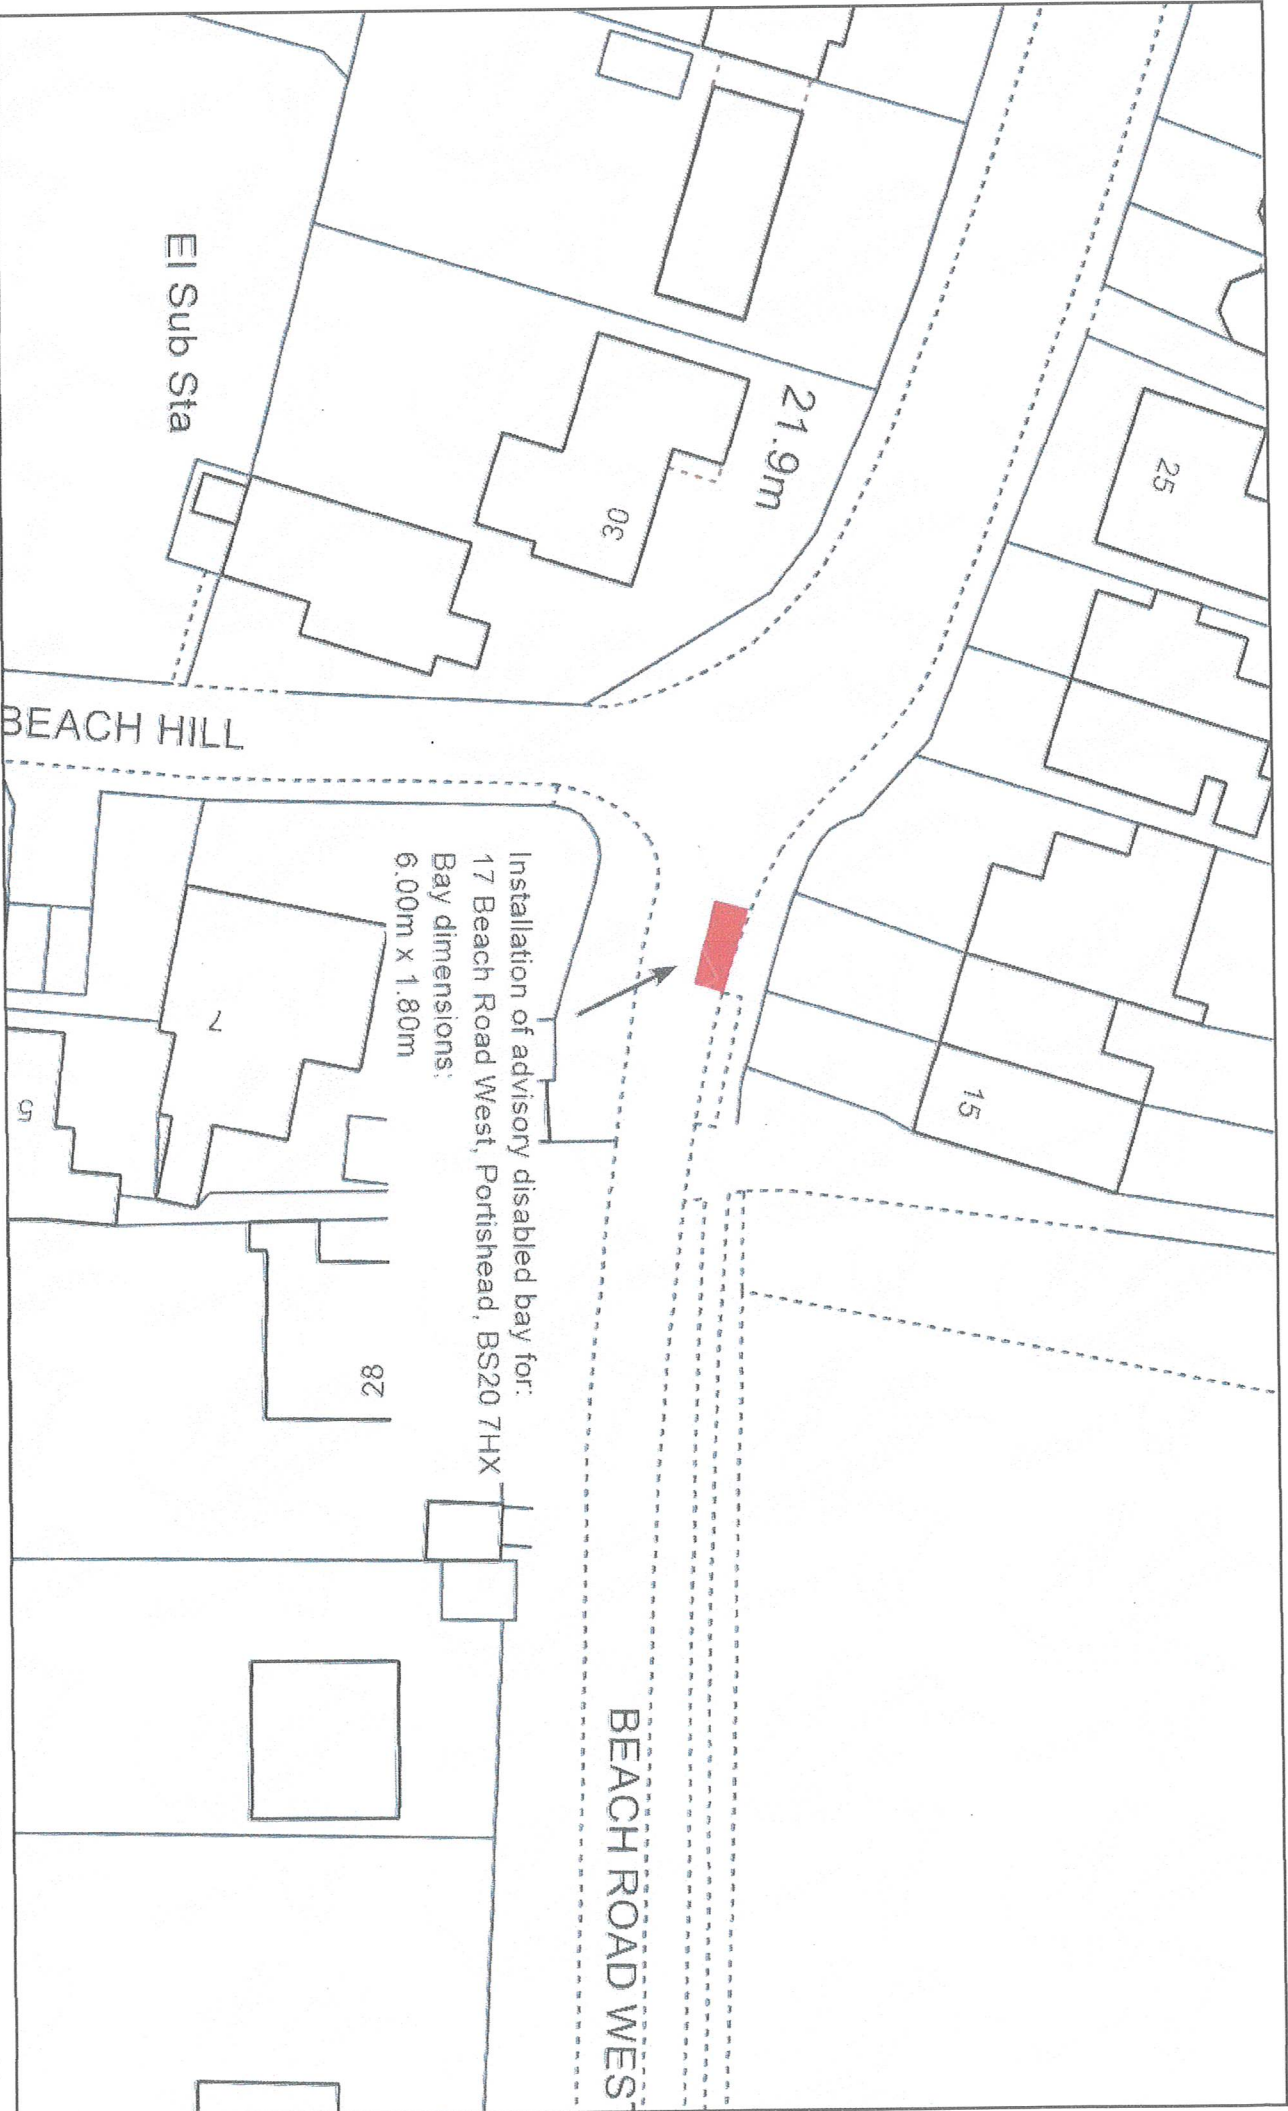 El Sub Sta
21.9m
30
25
BEACH HILL
Installation of advisory disabled bay for:
17 Beach Road West, Portishead, BS20 7HX
Bay dimensions:
6.00m x 1.80m
7
5
15
28
BEACH ROAD WES